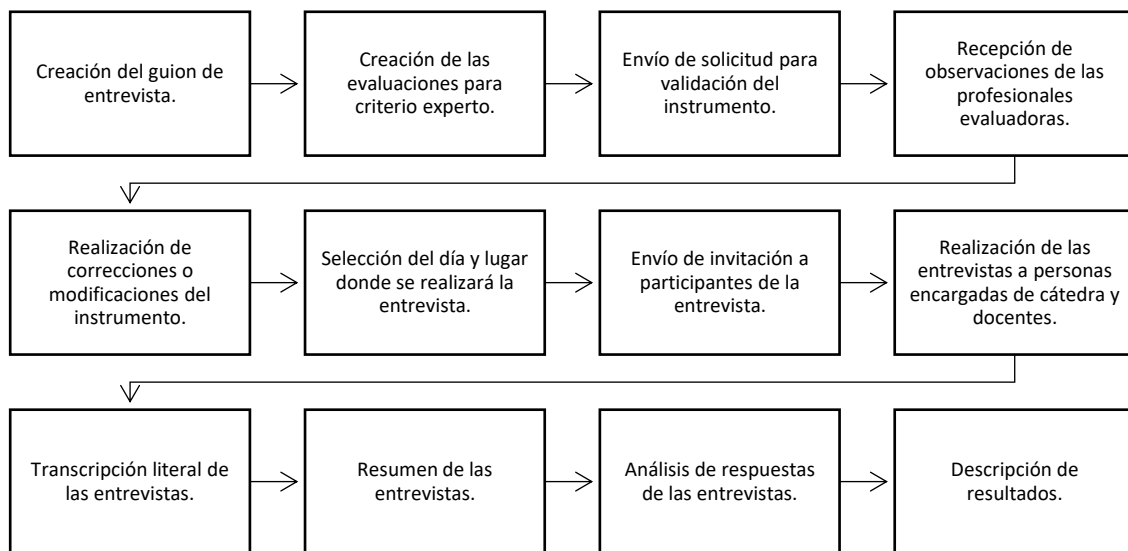 Creación del guion de
entrevista.
Creación de las
evaluaciones para
criterio experto.
Envío de solicitud para
validación del
instrumento.
Recepción de
observaciones de las
profesionales
evaluadoras.
Realización de
correcciones o
modificaciones del
instrumento.
Selección del día y lugar
donde se realizará la
entrevista.
Envío de invitación a
participantes de la
entrevista.
Realización de las
entrevistas a personas
encargadas de cátedra y
docentes.
Transcripción literal de
las entrevistas.
Resumen de las
entrevistas.
Análisis de respuestas
de las entrevistas.
Descripción de
resultados.